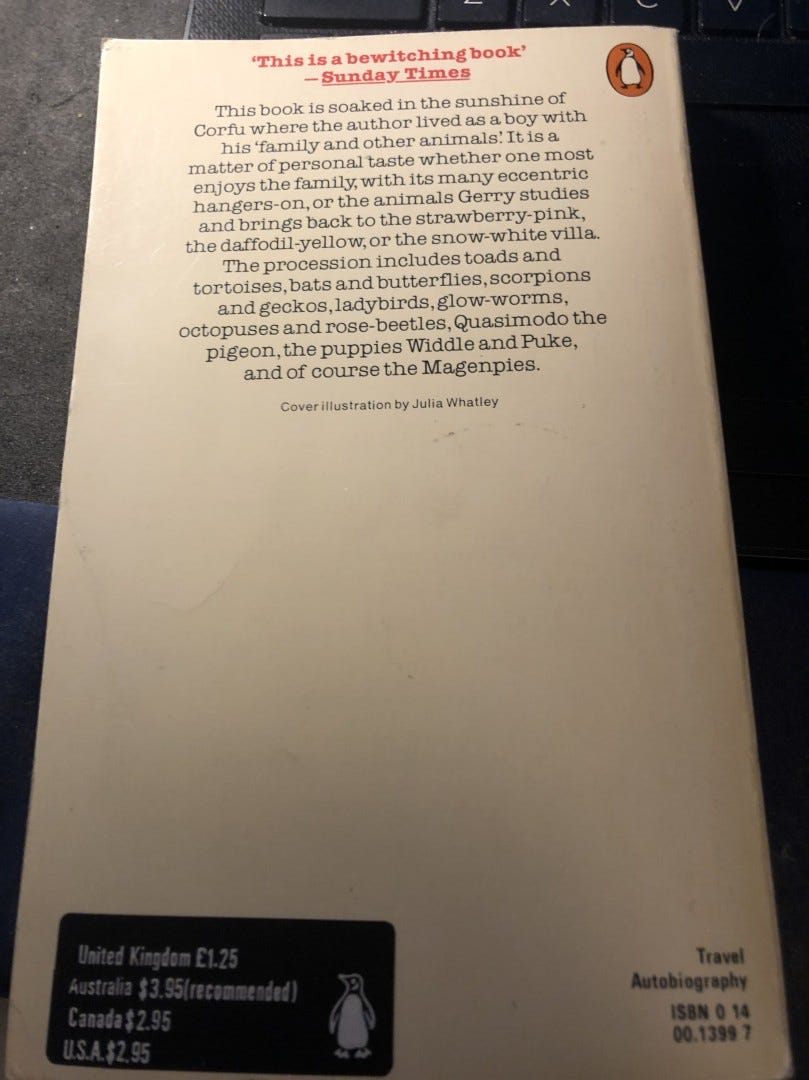 Z X C V
'This is a bewitching book'
— Sunday Times
This book is soaked in the sunshine of
Corfu where the author lived as a boy with
his 'family and other animals'. It is a
matter of personal taste whether one most
enjoys the family, with its many eccentric
hangers-on, or the animals Gerry studies
and brings back to the strawberry-pink,
the daffodil-yellow, or the snow-white villa.
The procession includes toads and
tortoises, bats and butterflies, scorpions
and geckos, ladybirds, glow-worms,
octopuses and rose-beetles, Quasimodo the
pigeon, the puppies Widdle and Puke,
and of course the Magenpies.
Cover illustration by Julia Whatley
United Kingdom £1.25
Australia $3.95 (recommended)
Canada $2.95
U.S.A. $2.95
Travel
Autobiography
ISBN 0 14
00.1399 7